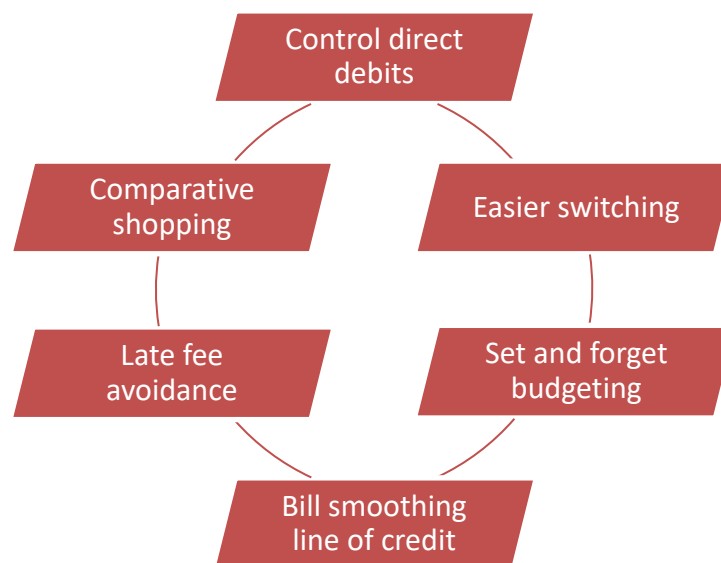 Control direct
debits
Easier switching
Set and forget
budgeting
Bill smoothing
line of credit
Late fee
avoidance
Comparative
shopping